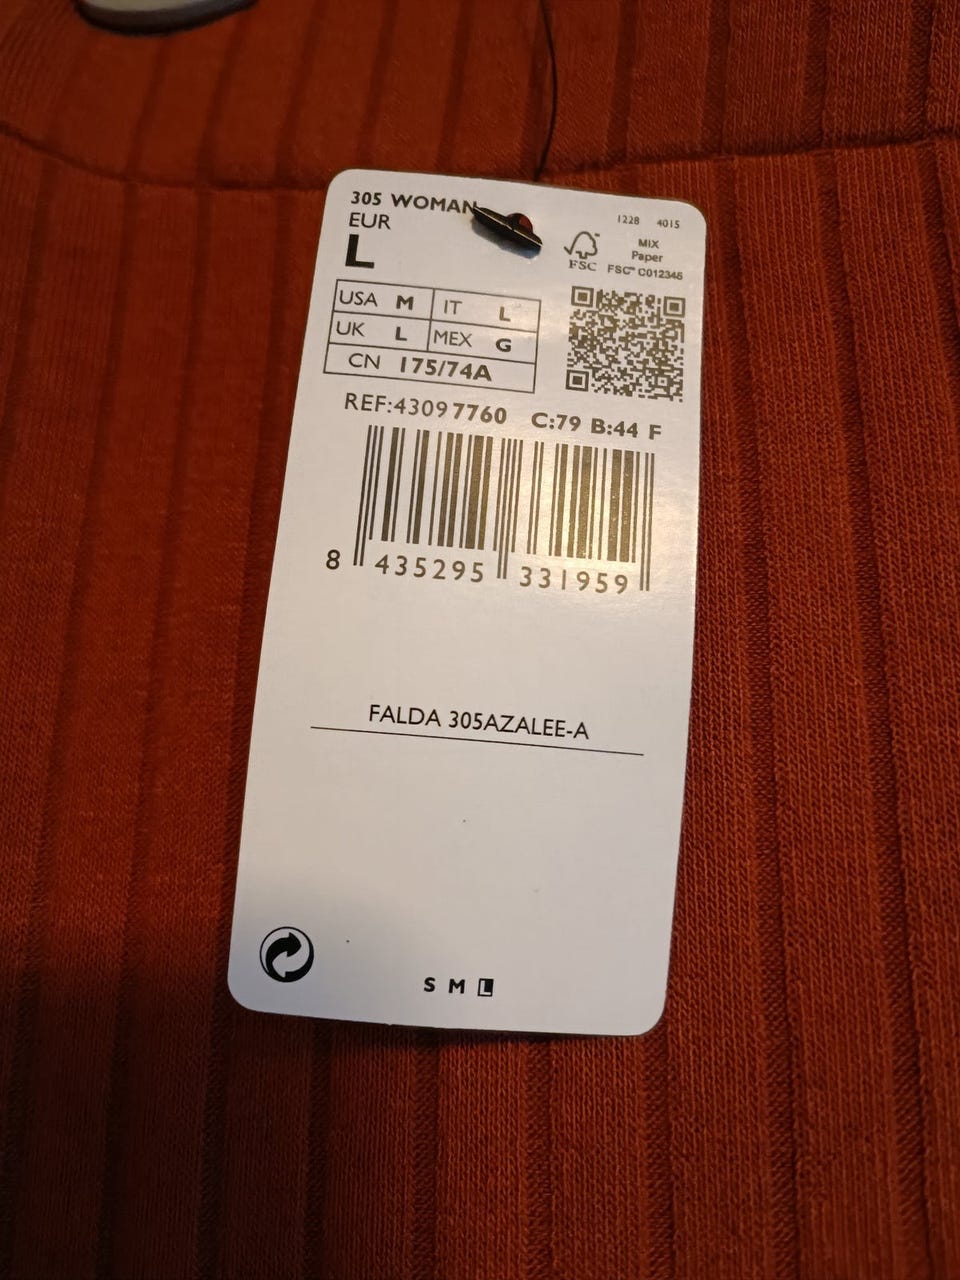 305 WOMAN
EUR
L
1228 4015
FSC
MIX
Paper
FSC™ C012346
USA M IT L
UK L MEX G
CN 175/74A
REF:43097760 C:79 B:44 F
8 435295 331959
FALDA 305AZALEE-A
S M L